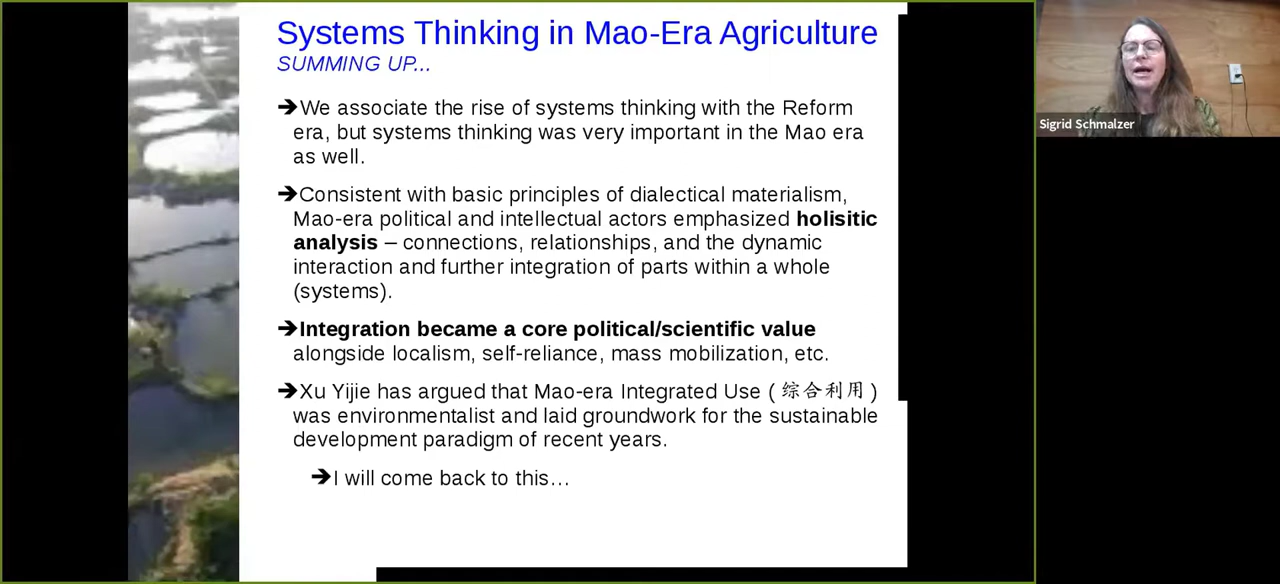 Systems Thinking in Mao-Era Agriculture
SUMMING UP...
➔We associate the rise of systems thinking with the Reform
era, but systems thinking was very important in the Mao era
as well.
➔Consistent with basic principles of dialectical materialism,
Mao-era political and intellectual actors emphasized holisitic
analysis – connections, relationships, and the dynamic
interaction and further integration of parts within a whole
(systems).
➔Integration became a core political/scientific value
alongside localism, self-reliance, mass mobilization, etc.
➔Xu Yijie has argued that Mao-era Integrated Use (综合利用)
was environmentalist and laid groundwork for the sustainable
development paradigm of recent years.
➔I will come back to this…
Sigrid Schmalzer